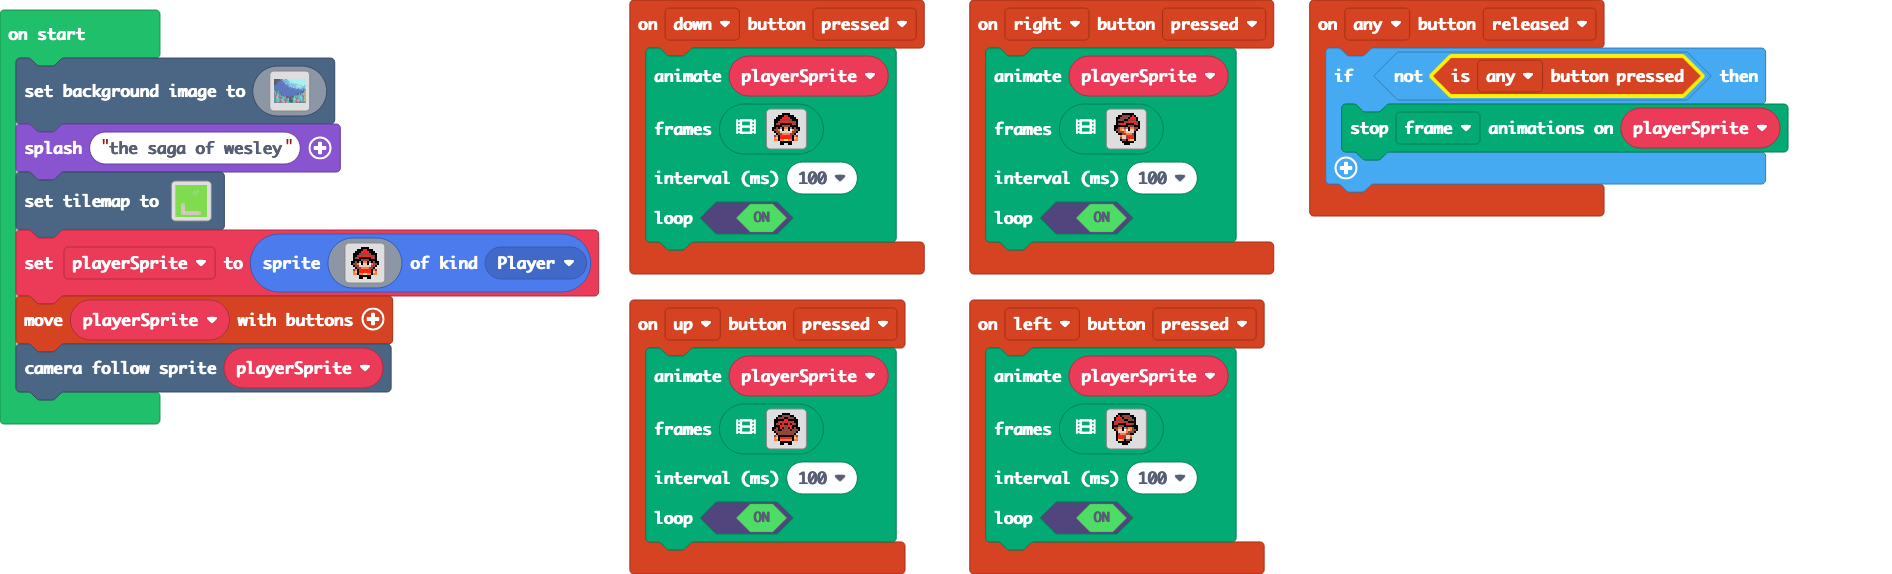 on start
set background image to
splash "the saga of wesley"
set tilemap to
set playerSprite to sprite of kind Player
move playerSprite with buttons
camera follow sprite playerSprite
on down button pressed
animate playerSprite
frames
interval (ms) 100
loop ON
on up button pressed
animate playerSprite
frames
interval (ms) 100
loop ON
on right button pressed
animate playerSprite
frames
interval (ms) 100
loop ON
on left button pressed
animate playerSprite
frames
interval (ms) 100
loop ON
on any button released
if not is any button pressed then
stop frame animations on playerSprite